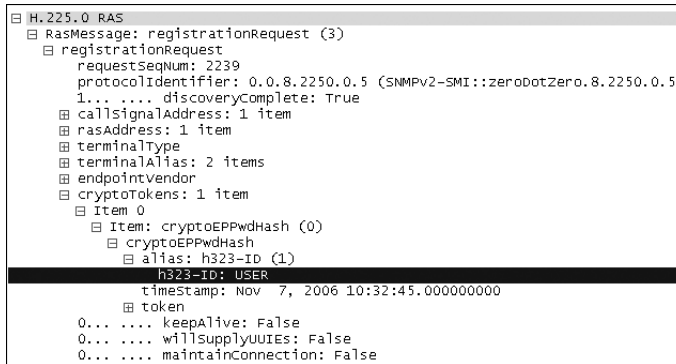 H.225.0 RAS
RasMessage: registrationRequest (3)
registrationRequest
requestSeqNum: 2239
protocolIdentifier: 0.0.8.2250.0.5 (SNMPv2-SMI::zeroDotZero.8.2250.0.5
1... .... discoveryComplete: True
callSignalAddress: 1 item
rasAddress: 1 item
terminalType
terminalAlias: 2 items
endpointVendor
cryptoTokens: 1 item
Item 0
Item: cryptoEPPwdHash (0)
cryptoEPPwdHash
alias: h323-ID (1)
h323-ID: USER
timeStamp: Nov  7, 2006 10:32:45.000000000
token
0... .... keepAlive: False
0... .... willSupplyUUIEs: False
0... .... maintainConnection: False